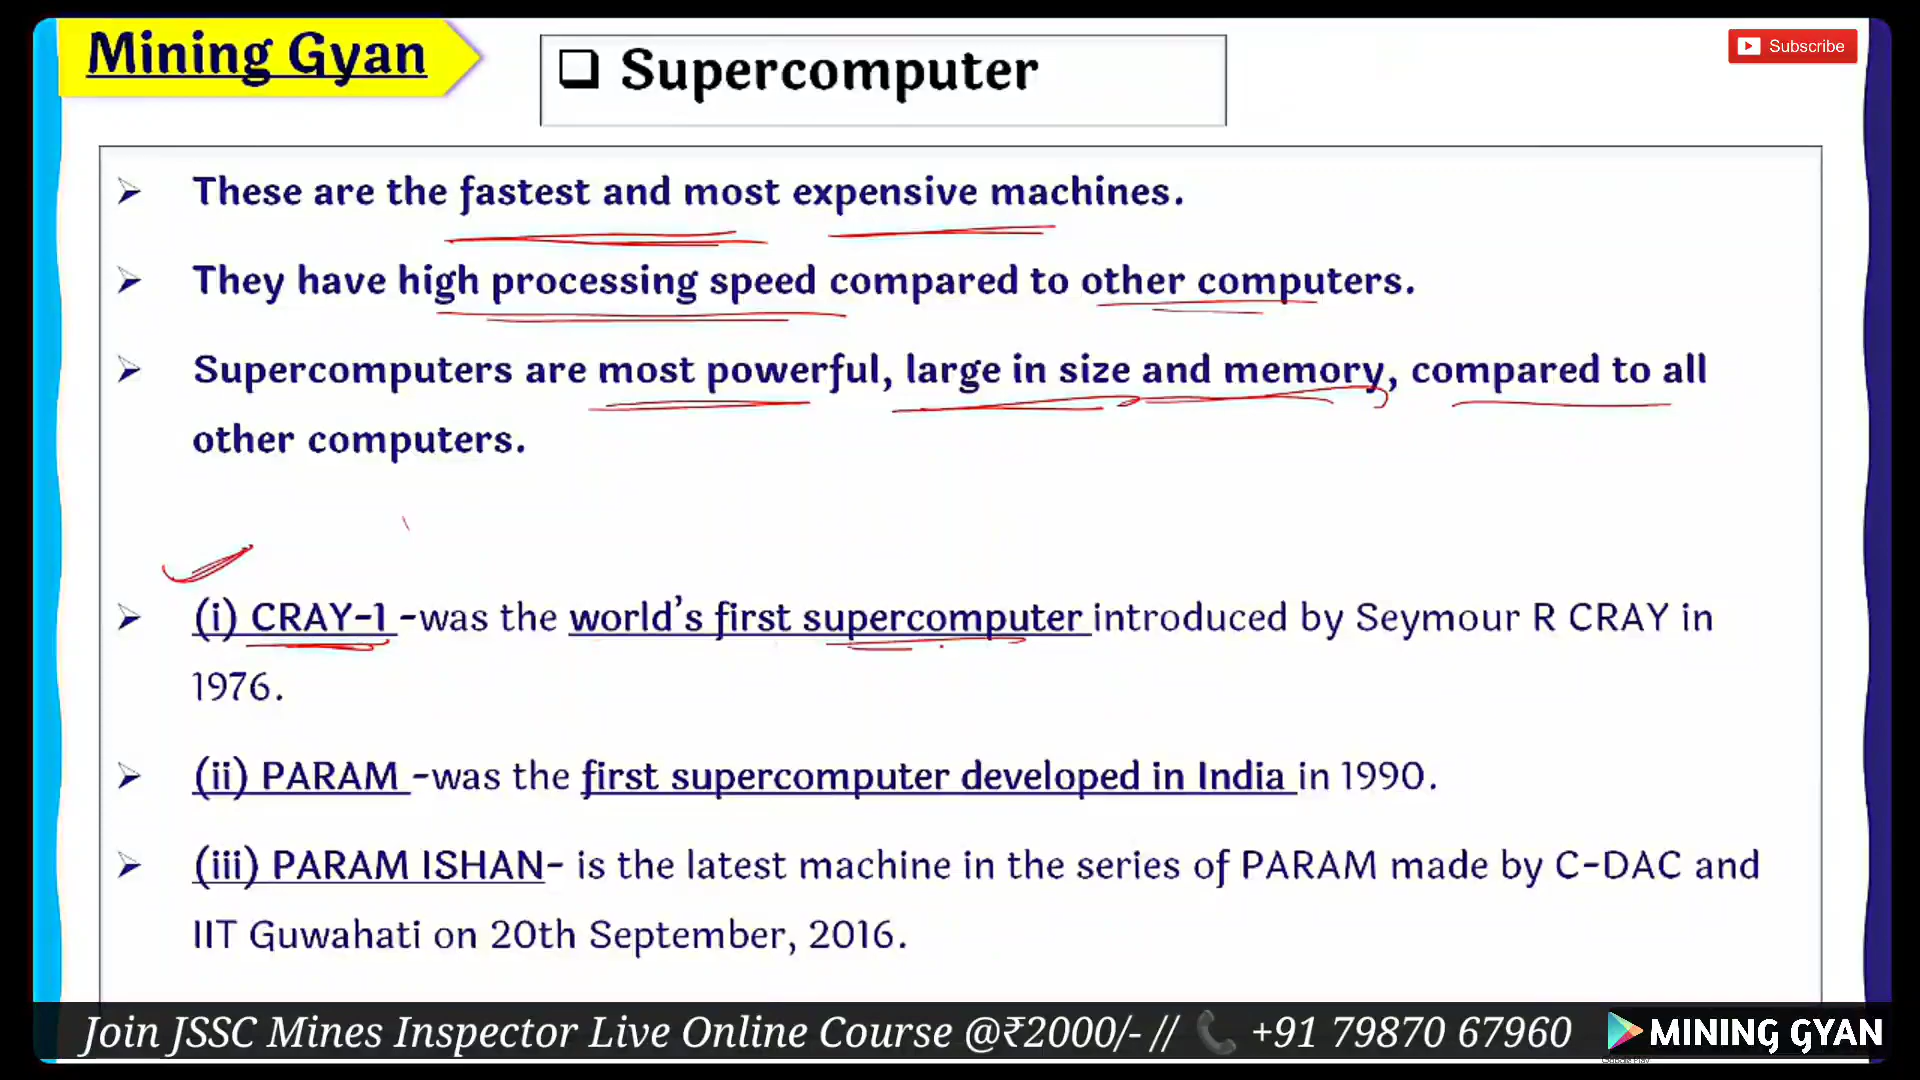 Mining Gyan
Supercomputer
Subscribe
These are the fastest and most expensive machines.
They have high processing speed compared to other computers.
Supercomputers are most powerful, large in size and memory, compared to all
other computers.
(i) CRAY-1 -was the world's first supercomputer introduced by Seymour R CRAY in
1976.
(ii) PARAM -was the first supercomputer developed in India in 1990.
(iii) PARAM ISHAN- is the latest machine in the series of PARAM made by C-DAC and
IIT Guwahati on 20th September, 2016.
Join JSSC Mines Inspector Live Online Course @₹2000/- // 📞 +91 79870 67960
MINING GYAN
Google Play